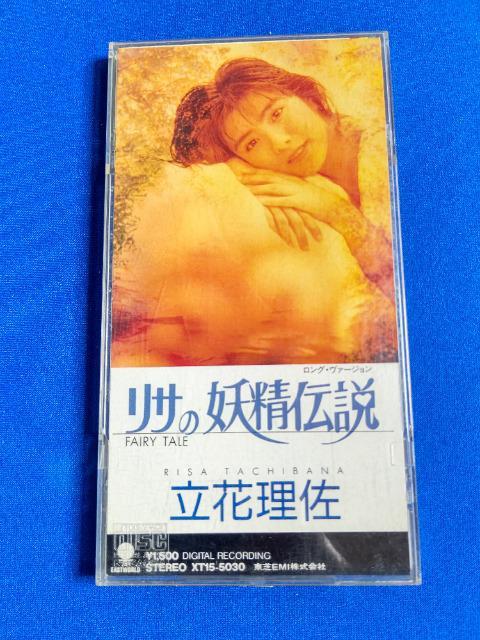 ロング・ヴァージョン
リサの妖精伝説
FAIRY TALE
RISA TACHIBANA
立花理佐
¥1,500 DIGITAL RECORDING
STEREO XT15-5030 東芝EMI株式会社
EASTWORLD